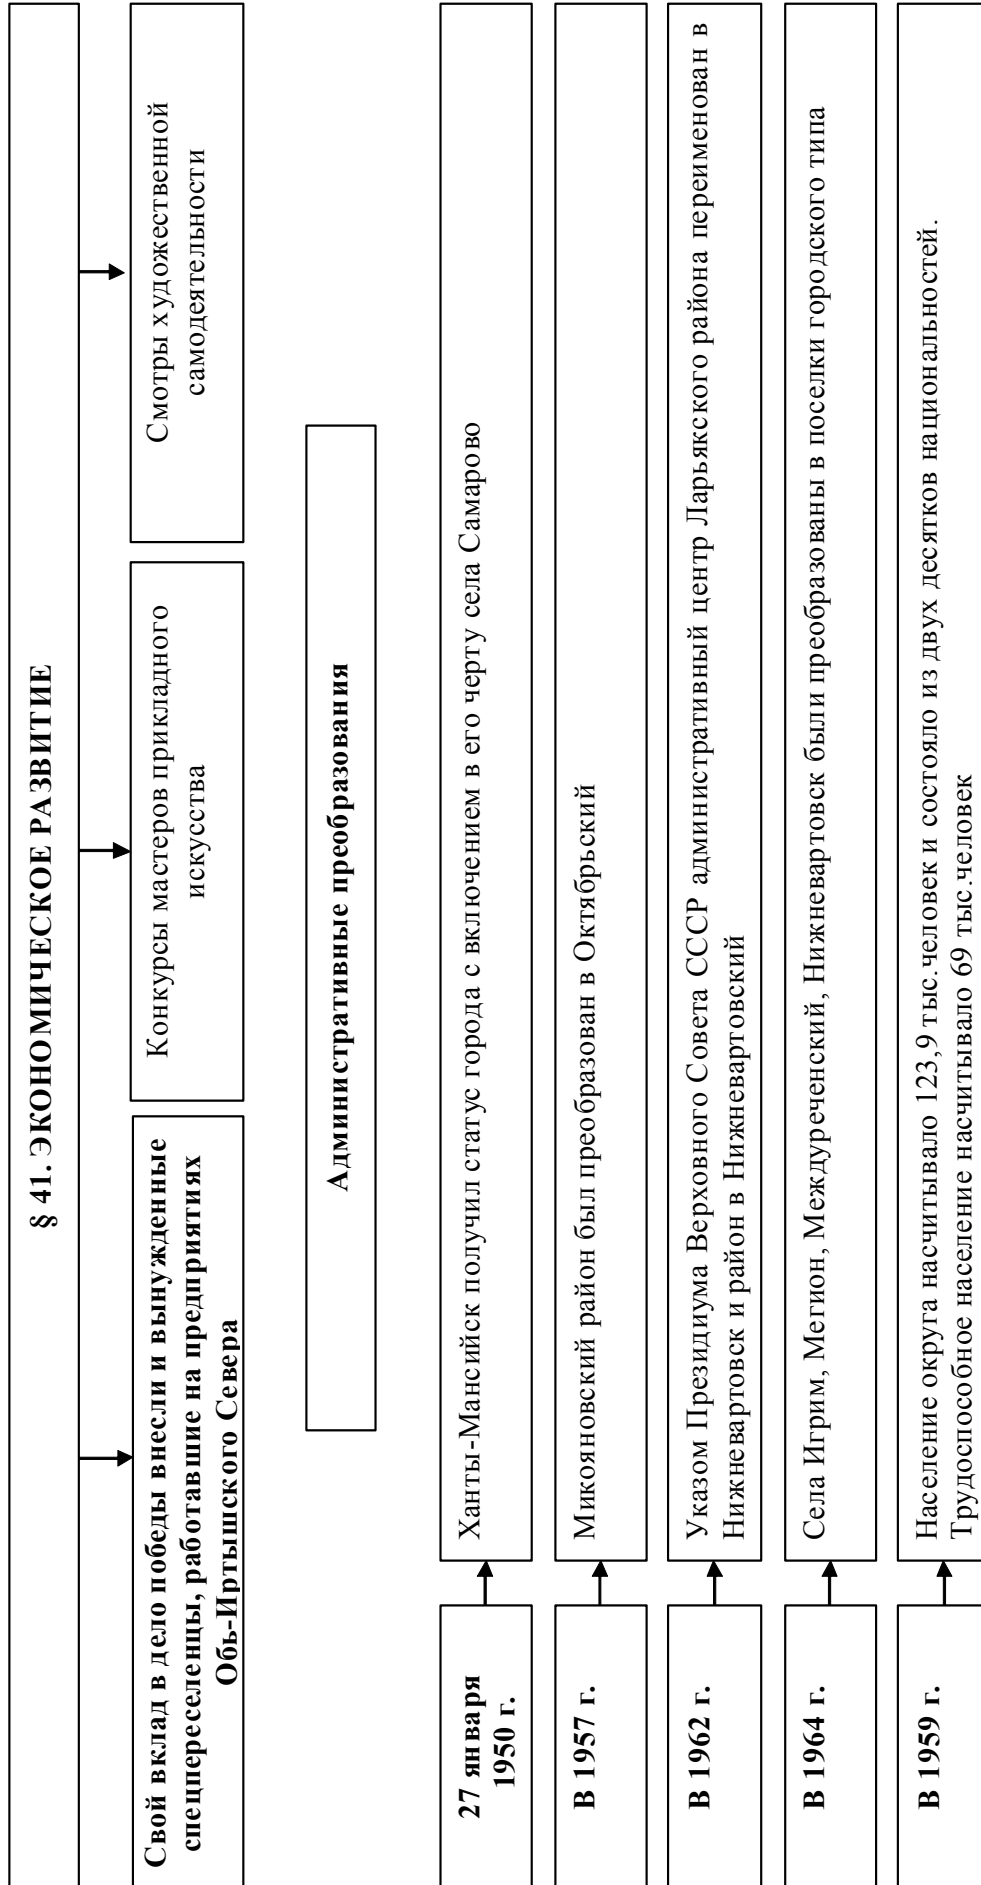 § 41. ЭКОНОМИЧЕСКОЕ РАЗВИТИЕ
Свой вклад в дело победы внесли и вынужденные
спецпереселенцы, работавшие на предприятиях
Обь-Иртышского Севера
Конкурсы мастеров прикладного
искусства
Смотры художественной
самодеятельности
Административные преобразования
27 января
1950 г.
Ханты-Мансийск получил статус города с включением в его черту села Самарово
В 1957 г.
Микояновский район был преобразован в Октябрьский
В 1962 г.
Указом Президиума Верховного Совета СССР административный центр Ларьякского района переименован в
Нижневартовск и район в Нижневартовский
В 1964 г.
Села Игрим, Мегион, Междуреченский, Нижневартовск были преобразованы в поселки городского типа
В 1959 г.
Население округа насчитывало 123,9 тыс.человек и состояло из двух десятков национальностей.
Трудоспособное население насчитывало 69 тыс.человек